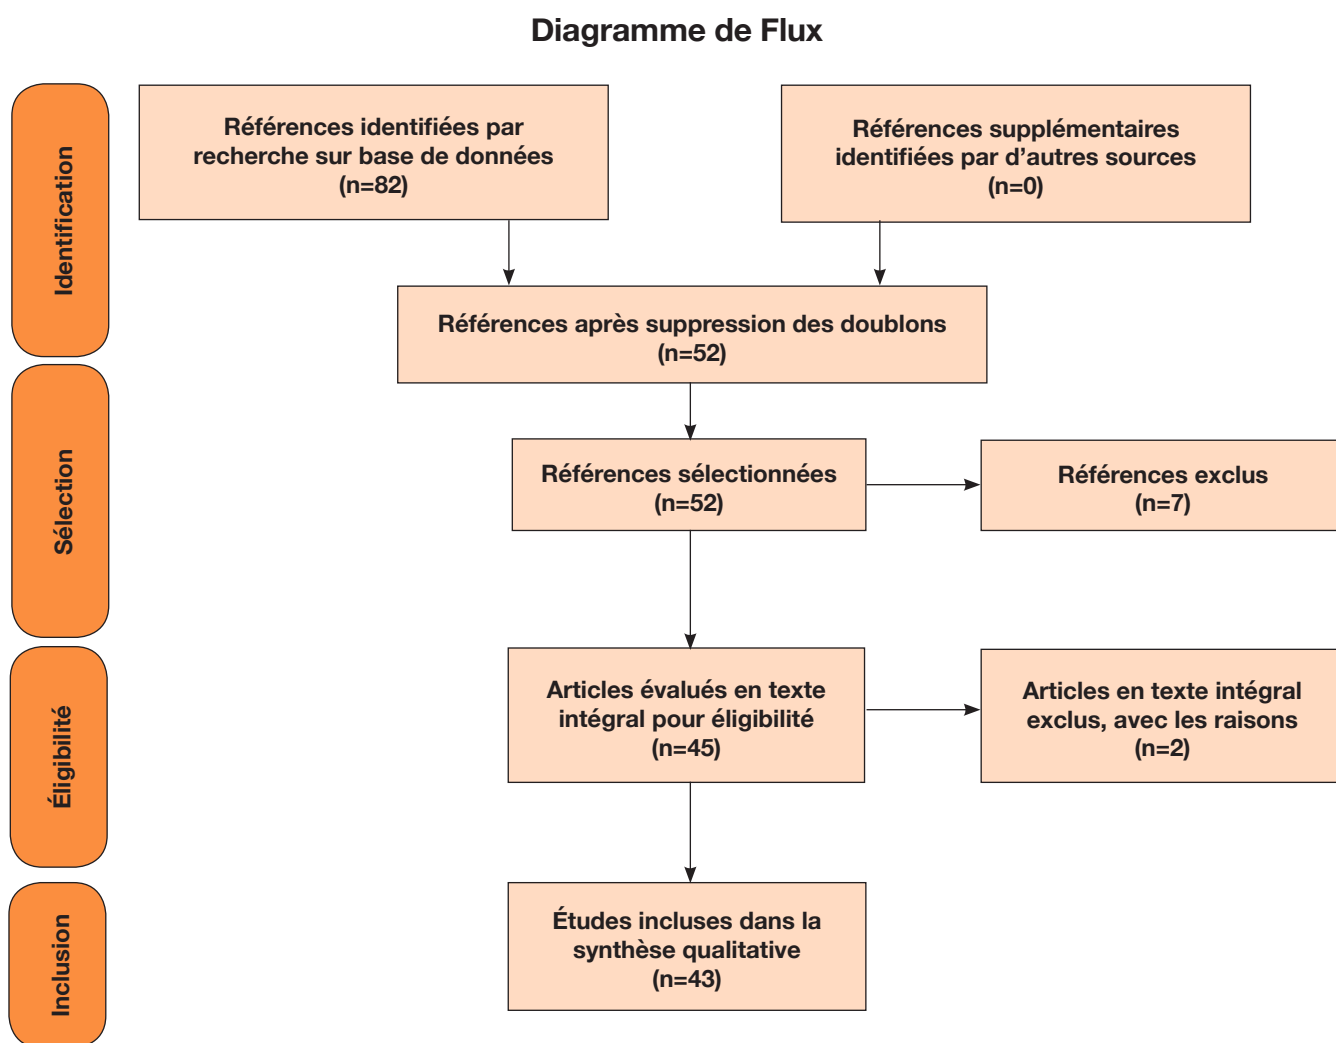 Diagramme de Flux
Identification
Références identifiées par
recherche sur base de données
(n=82)
Références supplémentaires
identifiées par d’autres sources
(n=0)
Références après suppression des doublons
(n=52)
Sélection
Références sélectionnées
(n=52)
Références exclus
(n=7)
Éligibilité
Articles évalués en texte
intégral pour éligibilité
(n=45)
Articles en texte intégral
exclus, avec les raisons
(n=2)
Inclusion
Études incluses dans la
synthèse qualitative
(n=43)